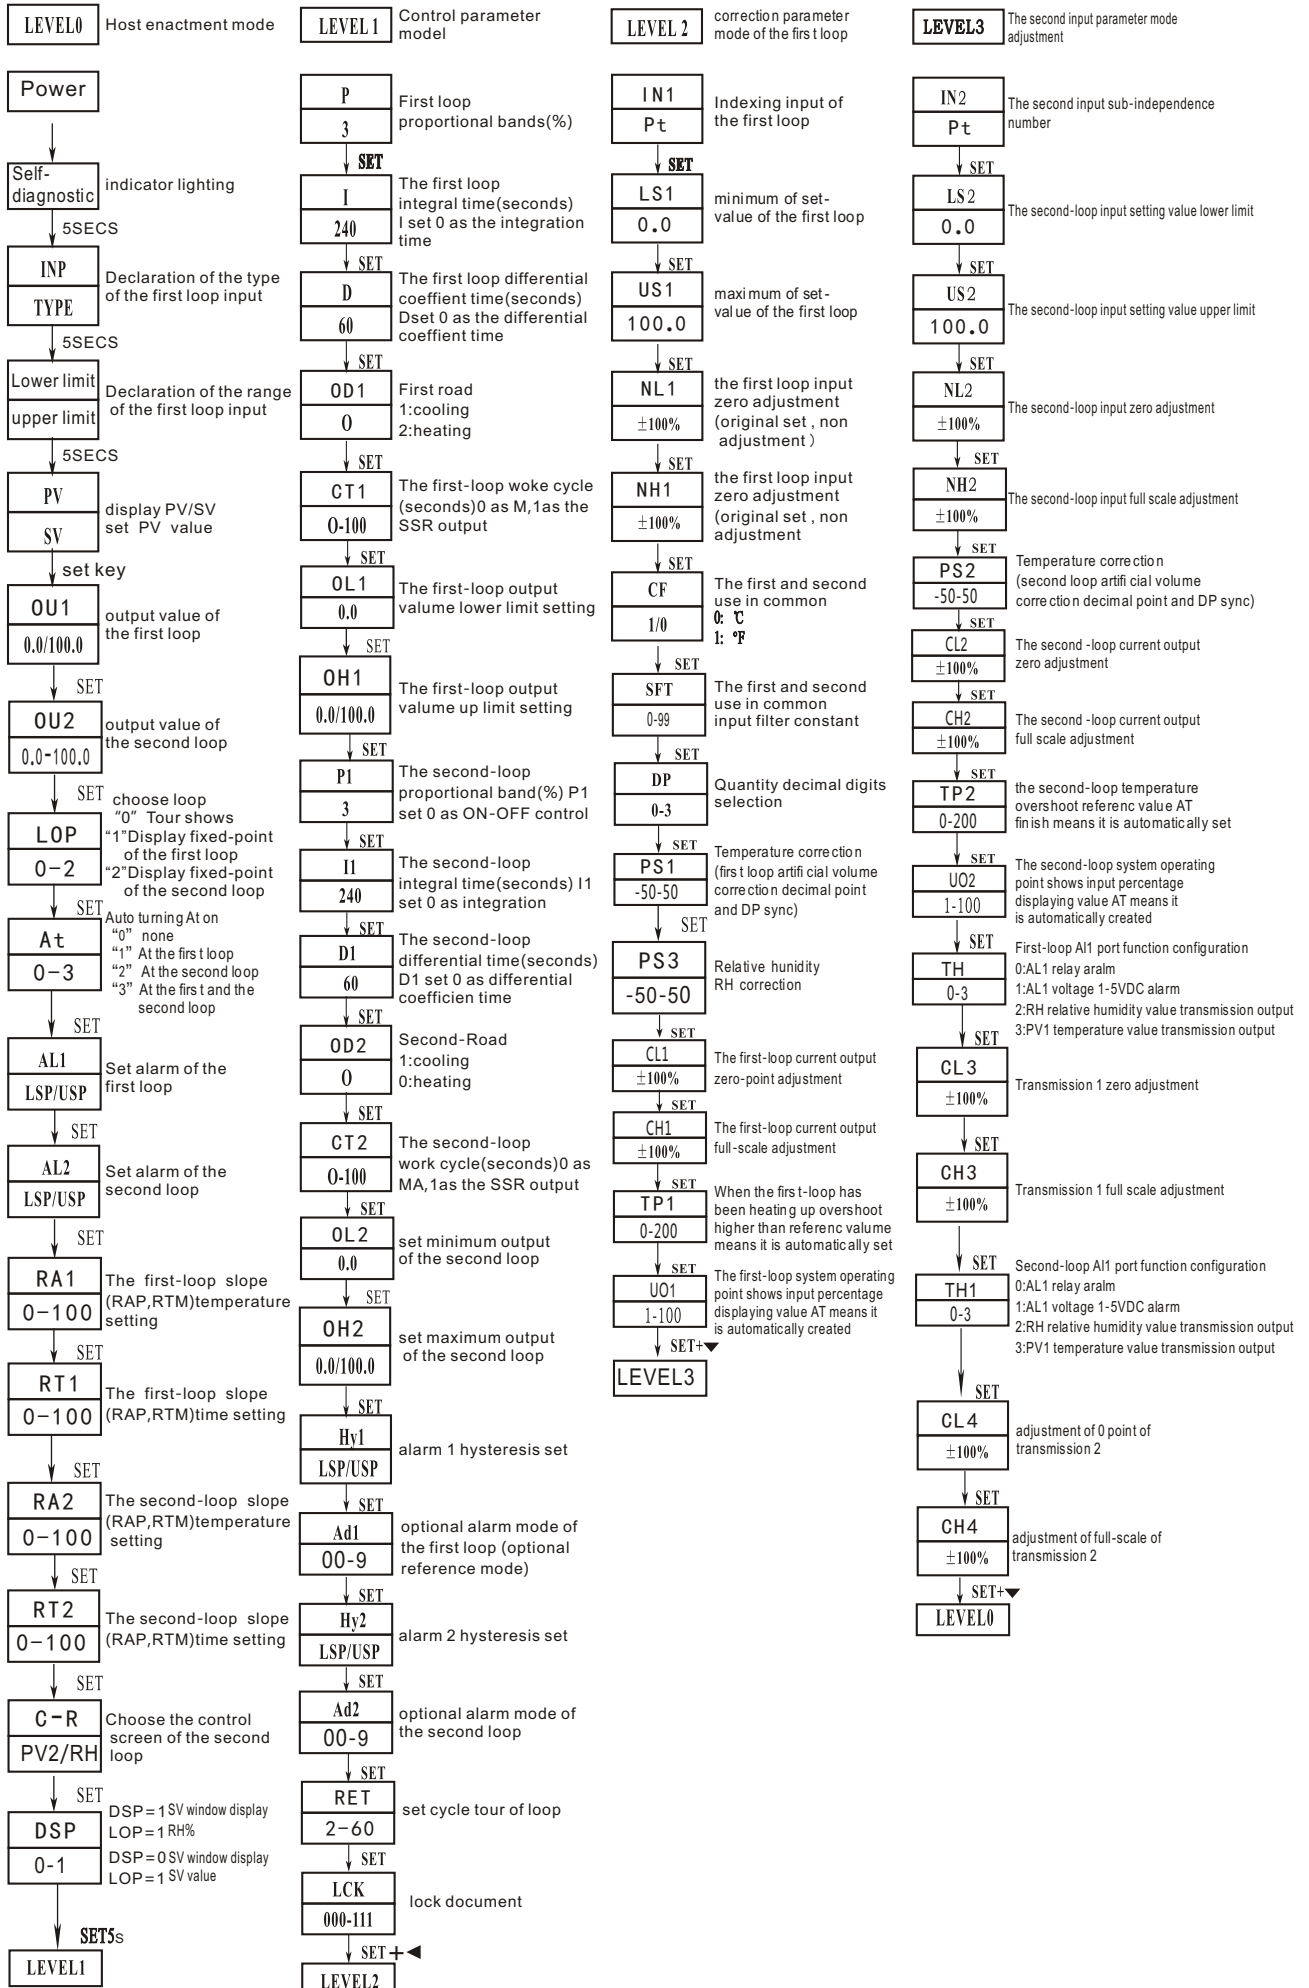 LEVEL0
Host enactment mode
Power
Self-
diagnostic
indicator lighting
5SECS
INP
TYPE
Declaration of the type
of the first loop input
5SECS
Lower limit
upper limit
Declaration of the range
of the first loop input
5SECS
PV
SV
display PV/SV
set PV value
set key
OU1
0.0/100.0
output value of
the first loop
SET
OU2
0.0-100.0
output value of
the second loop
SET
LOP
0-2
choose loop
"0" Tour shows
"1"Display fixed-point
of the first loop
"2"Display fixed-point
of the second loop
SET
At
0-3
Auto turning At on
"0" none
"1" At the first loop
"2" At the second loop
"3" At the first and the
second loop
SET
AL1
LSP/USP
Set alarm of the
first loop
SET
AL2
LSP/USP
Set alarm of the
second loop
SET
RA1
0-100
The first-loop slope
(RAP,RTM)temperature
setting
SET
RT1
0-100
The first-loop slope
(RAP,RTM)time setting
SET
RA2
0-100
The second-loop slope
(RAP,RTM)temperature
setting
SET
RT2
0-100
The second-loop slope
(RAP,RTM)time setting
SET
C-R
PV2/RH
Choose the control
screen of the second
loop
SET
DSP
0-1
DSP=1 SV window display
LOP=1 RH%
DSP=0 SV window display
LOP=1 SV value
SET5S
LEVEL1
LEVEL 1
Control parameter
model
P
3
First loop
proportional bands(%)
SET
I
240
The first loop
integral time(seconds)
I set 0 as the integration
time
SET
D
60
The first loop differential
coeffient time(seconds)
Dset 0 as the differential
coeffient time
SET
OD1
O
First road
1:cooling
2:heating
SET
CT1
O-100
The first-loop woke cycle
(seconds)0 as M,1as the
SSR output
SET
OL1
0.0
The first-loop output
valume lower limit setting
SET
OH1
0.0/100.0
The first-loop output
valume up limit setting
SET
P1
3
The second-loop
proportional band(%) P1
set 0 as ON-OFF control
SET
I1
240
The second-loop
integral time(seconds) I1
set 0 as integration
SET
D1
60
The second-loop
differential time(seconds)
D1 set 0 as differential
coefficien time
SET
OD2
O
Second-Road
1:cooling
0:heating
SET
CT2
O-100
The second-loop
work cycle(seconds)0 as
MA,1as the SSR output
SET
OL2
0.0
set minimum output
of the second loop
SET
OH2
0.0/100.0
set maximum output
of the second loop
SET
Hy1
LSP/USP
alarm 1 hysteresis set
SET
Ad1
00-9
optional alarm mode of
the first loop (optional
reference mode)
SET
Hy2
LSP/USP
alarm 2 hysteresis set
SET
Ad2
00-9
optional alarm mode of
the second loop
SET
RET
2-60
set cycle tour of loop
SET
LCK
000-111
lock document
SET+◀
LEVEL2
LEVEL 2
correction parameter
mode of the first loop
IN1
Pt
Indexing input of
the first loop
SET
LS1
0.0
minimum of set-
value of the first loop
SET
US1
100.0
maximum of set-
value of the first loop
SET
NL1
±100%
the first loop input
zero adjustment
(original set , non
adjustment )
SET
NH1
±100%
the first loop input
zero adjustment
(original set , non
adjustment
SET
CF
1/0
The first and second
use in common
0: ℃
1: ℉
SET
SFT
0-99
The first and second
use in common
input filter constant
SET
DP
0-3
Quantity decimal digits
selection
SET
PS1
-50-50
Temperature correction
(first loop artificial volume
correction decimal point
and DP sync)
SET
PS3
-50-50
Relative humidity
RH correction
SET
CL1
±100%
The first-loop current output
zero-point adjustment
SET
CH1
±100%
The first-loop current output
full-scale adjustment
SET
TP1
0-200
When the first-loop has
been heating up overshoot
higher than referenc valume
means it is automatically set
SET
UO1
1-100
The first-loop system operating
point shows input percentage
displaying value AT means it
is automatically created
SET+▼
LEVEL3
LEVEL3
The second input parameter mode
adjustment
IN2
Pt
The second input sub-independence
number
SET
LS2
0.0
The second-loop input setting value lower limit
SET
US2
100.0
The second-loop input setting value upper limit
SET
NL2
±100%
The second-loop input zero adjustment
SET
NH2
±100%
The second-loop input full scale adjustment
SET
PS2
-50-50
Temperature correction
(second loop artifi cial volume
correction decimal point and DP sync)
SET
CL2
±100%
The second -loop current output
zero adjustment
SET
CH2
±100%
The second -loop current output
full scale adjustment
SET
TP2
0-200
the second-loop temperature
overshoot referenc value AT
finish means it is automatically set
SET
UO2
1-100
The second-loop system operating
point shows input percentage
displaying value AT means it
is automatically created
SET
TH
0-3
First-loop Al1 port function configuration
0:AL1 relay aralm
1:AL1 voltage 1-5VDC alarm
2:RH relative humidity value transmission output
3:PV1 temperature value transmission output
SET
CL3
±100%
Transmission 1 zero adjustment
SET
CH3
±100%
Transmission 1 full scale adjustment
SET
TH1
0-3
Second-loop Al1 port function configuration
0:AL1 relay aralm
1:AL1 voltage 1-5VDC alarm
2:RH relative humidity value transmission output
3:PV1 temperature value transmission output
SET
CL4
±100%
adjustment of 0 point of
transmission 2
SET
CH4
±100%
adjustment of full-scale of
transmission 2
SET+▼
LEVEL0